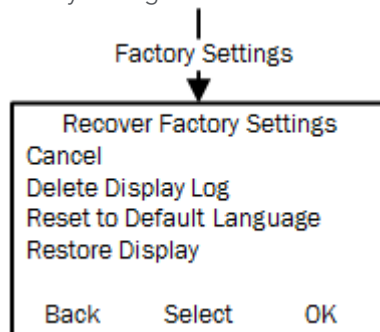 Factory Settings
Recover Factory Settings
Cancel
Delete Display Log
Reset to Default Language
Restore Display
Back Select OK